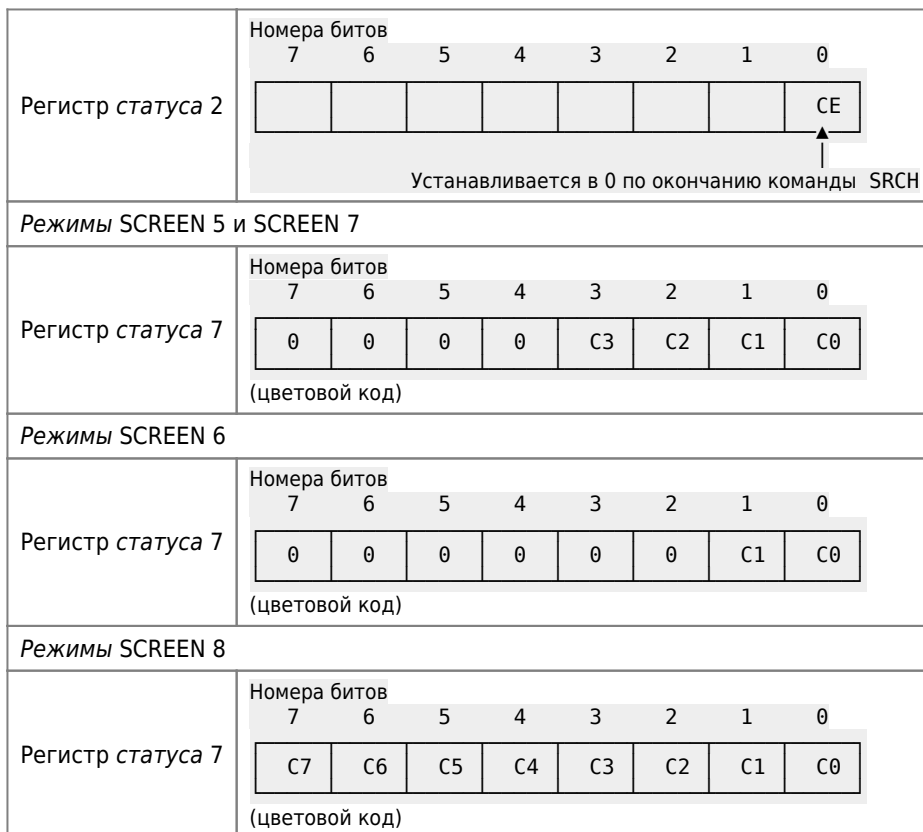 Номера битов
7 6 5 4 3 2 1 0
Регистр статуса 2
CE
Устанавливается в 0 по окончанию команды SRCH
Режимы SCREEN 5 и SCREEN 7
Номера битов
7 6 5 4 3 2 1 0
Регистр статуса 7
0 0 0 0 C3 C2 C1 C0
(цветовой код)
Режимы SCREEN 6
Номера битов
7 6 5 4 3 2 1 0
Регистр статуса 7
0 0 0 0 0 0 C1 C0
(цветовой код)
Режимы SCREEN 8
Номера битов
7 6 5 4 3 2 1 0
Регистр статуса 7
C7 C6 C5 C4 C3 C2 C1 C0
(цветовой код)